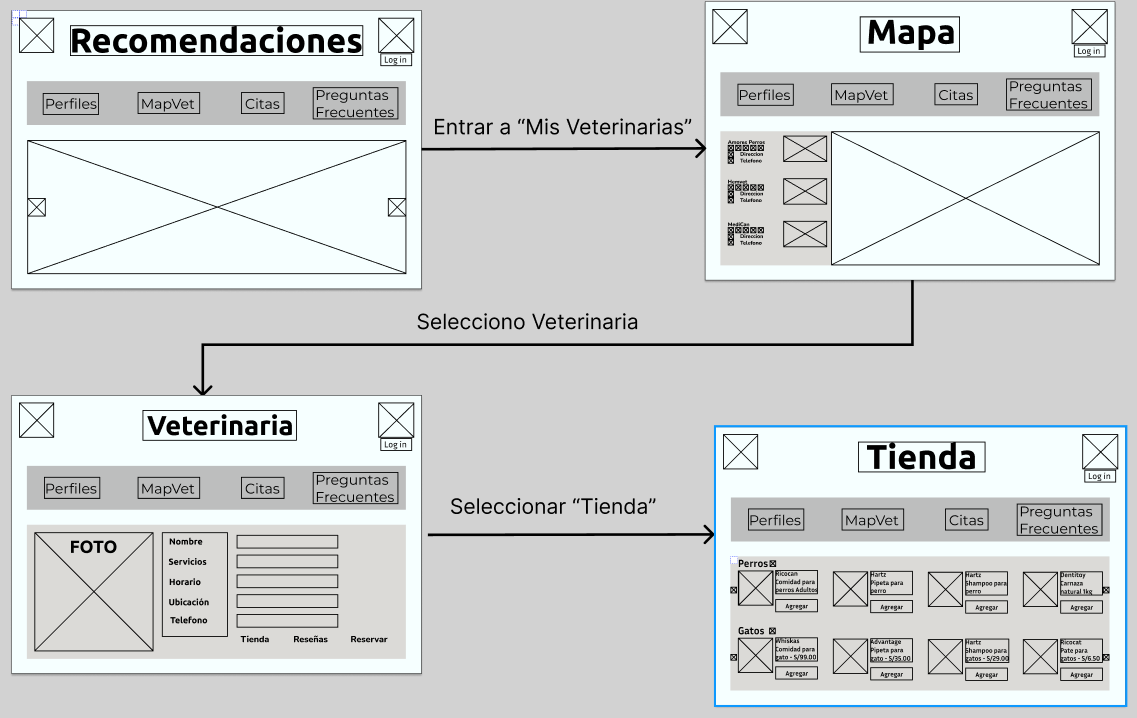 Recomendaciones
Log in
Perfiles
MapVet
Citas
Preguntas
Frecuentes
Entrar a “Mis Veterinarias”
Mapa
Log in
Perfiles
MapVet
Citas
Preguntas
Frecuentes
Amores Perros
Direccion
Telefono
Humvet
Direccion
Telefono
MediCan
Direccion
Telefono
Selecciono Veterinaria
Veterinaria
Log in
Perfiles
MapVet
Citas
Preguntas
Frecuentes
FOTO
Nombre
Servicios
Horario
Ubicación
Telefono
Tienda
Reseñas
Reservar
Seleccionar “Tienda”
Tienda
Log in
Perfiles
MapVet
Citas
Preguntas
Frecuentes
Perros
Ricocan
Comidad para
perros Adultos
Agregar
Hartz
Pipeta para
perro
Agregar
Hartz
Shampoo para
perro
Agregar
Dentitoy
Carnaza
natural 1kg
Agregar
Gatos
Whiskas
Comidad para
gato - S/99.00
Agregar
Advantage
Pipeta para
gato - S/35.00
Agregar
Hartz
Shampoo para
gatos - S/29.00
Agregar
Ricocat
Pate para
gatos - S/6.50
Agregar